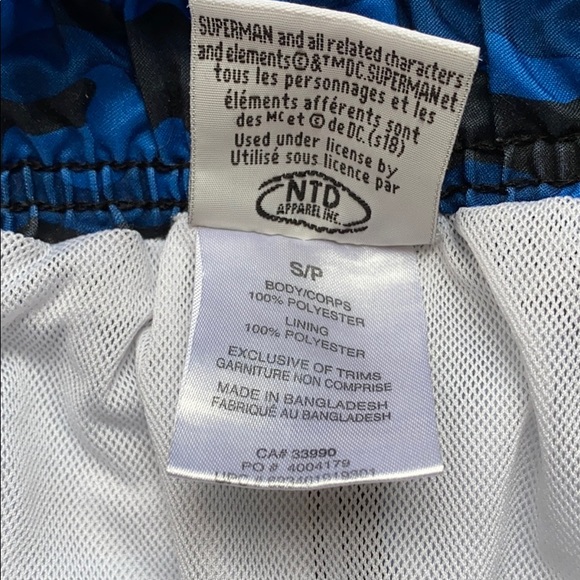 SUPERMAN and all related characters
and elements©&™DC.SUPERMAN et
tous les personnages et les
éléments afférents sont
des MC et © de DC. (s18)
Used under license by
Utilisé sous licence par
NTD
APPAREL INC.
S/P
BODY/CORPS
100% POLYESTER
LINING
100% POLYESTER
EXCLUSIVE OF TRIMS
GARNITURE NON COMPRISE
MADE IN BANGLADESH
FABRIQUÉ AU BANGLADESH
CA# 33990
PO # 4004179
UPC #